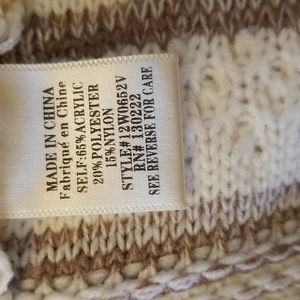 MADE IN CHINA
Fabriqué en Chine
SELF:65%ACRYLIC
20%POLYESTER
15%NYLON
STYLE#12W0652V
RN# 130222
SEE REVERSE FOR CARE